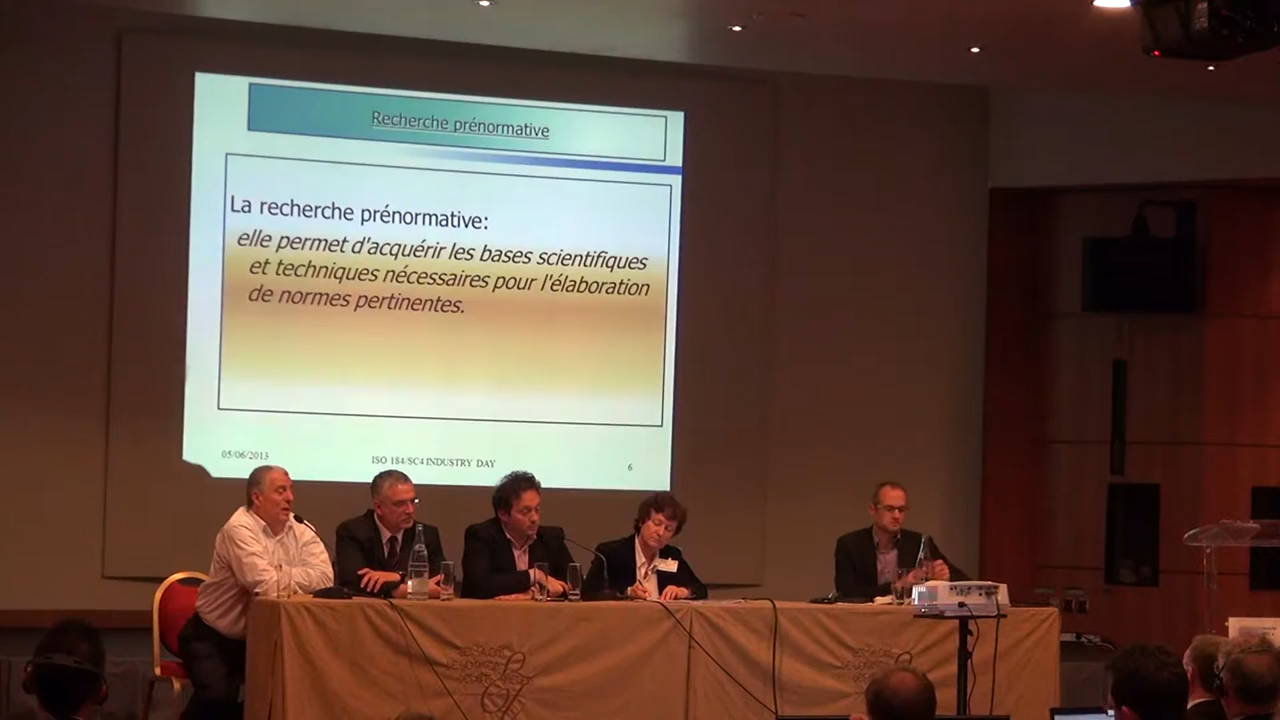 Recherche prénormative
La recherche prénormative:
elle permet d'acquérir les bases scientifiques
et techniques nécessaires pour l'élaboration
de normes pertinentes.
05/06/2013
ISO 184/SC4 INDUSTRY DAY
6